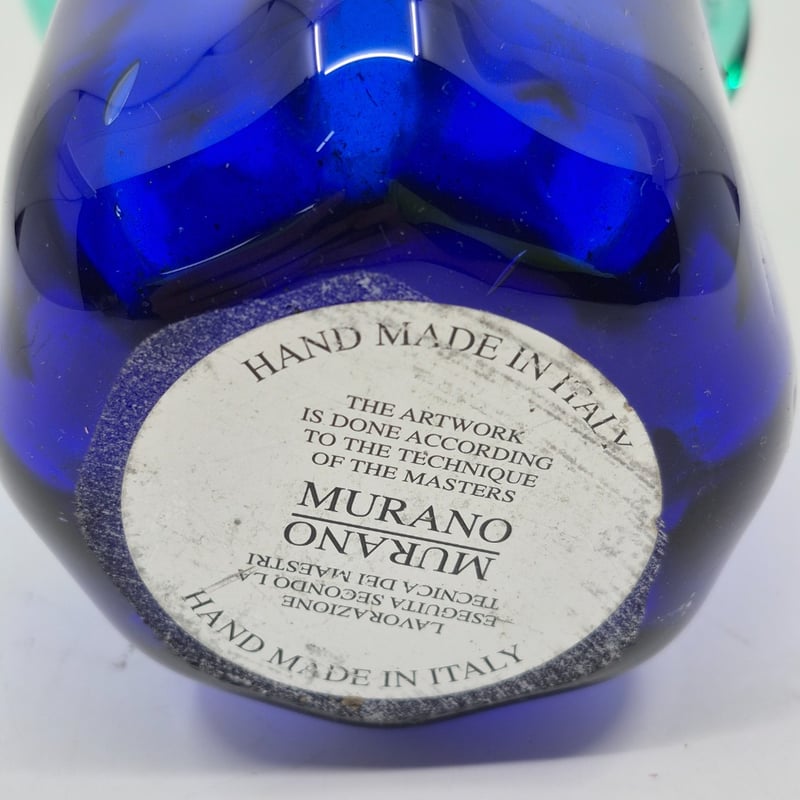 HAND MADE IN ITALY
THE ARTWORK
IS DONE ACCORDING
TO THE TECHNIQUE
OF THE MASTERS
MURANO
MURANO
LAVORAZIONE
ESEGUITA SECONDO LA
TECNICA DEI MAESTRI
HAND MADE IN ITALY